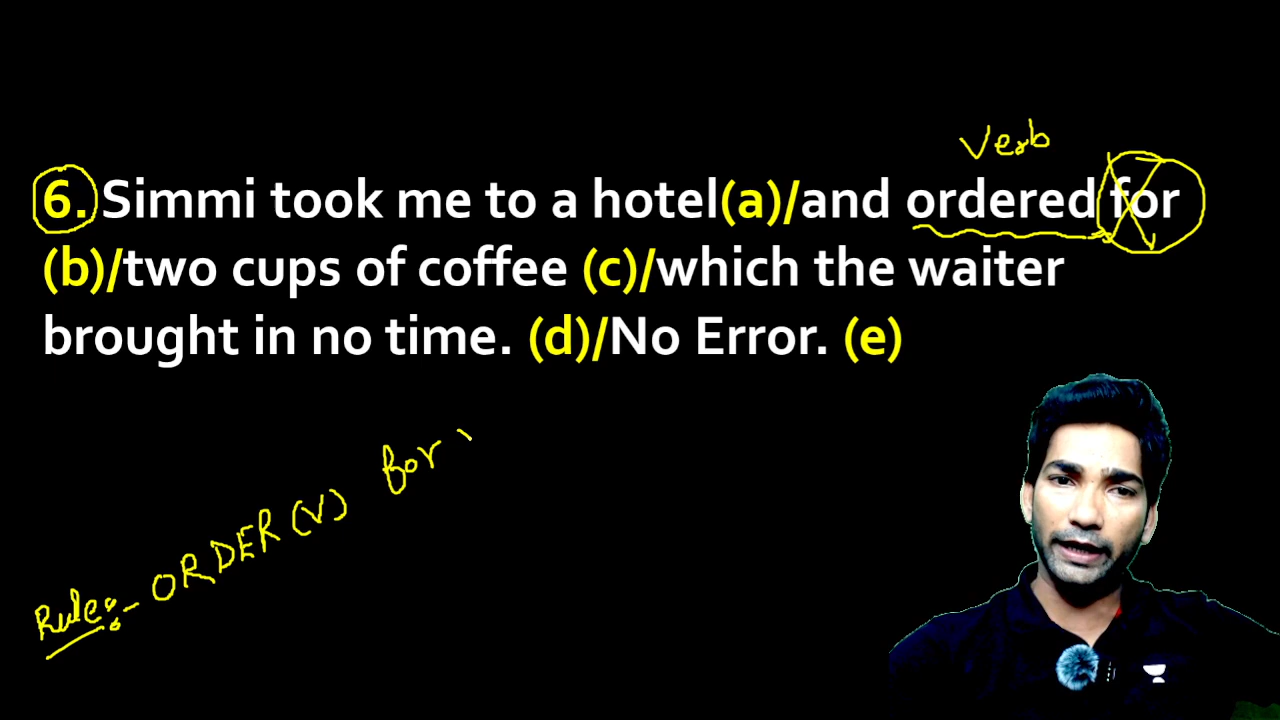 Verb
6. Simmi took me to a hotel(a)/and ordered for
(b)/two cups of coffee (c)/which the waiter
brought in no time. (d)/No Error. (e)
Rule:- ORDER (V) for